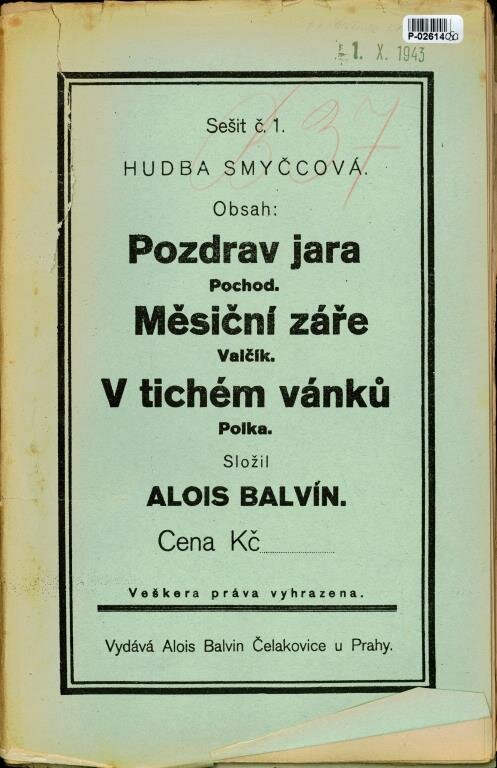 P-02614
1. X. 1943
B 37
Sešit č. 1.
HUDBA SMYČCOVÁ.
Obsah:
Pozdrav jara
Pochod.
Měsiční záře
Valčík.
V tichém vánků
Polka.
Složil
ALOIS BALVÍN.
Cena Kč
Veškera práva vyhrazena.
Vydává Alois Balvin Čelakovice u Prahy.